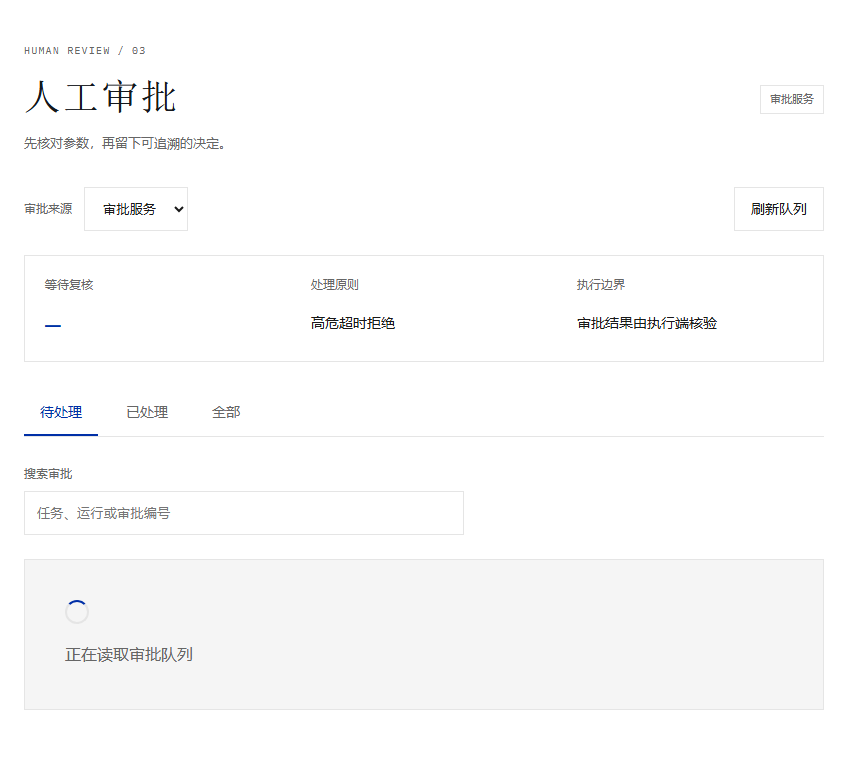 HUMAN REVIEW / 03
人工审批
审批服务
先核对参数，再留下可追溯的决定。
审批来源
审批服务
刷新队列
等待复核
处理原则
执行边界
—
高危超时拒绝
审批结果由执行端核验
待处理
已处理
全部
搜索审批
任务、运行或审批编号
正在读取审批队列